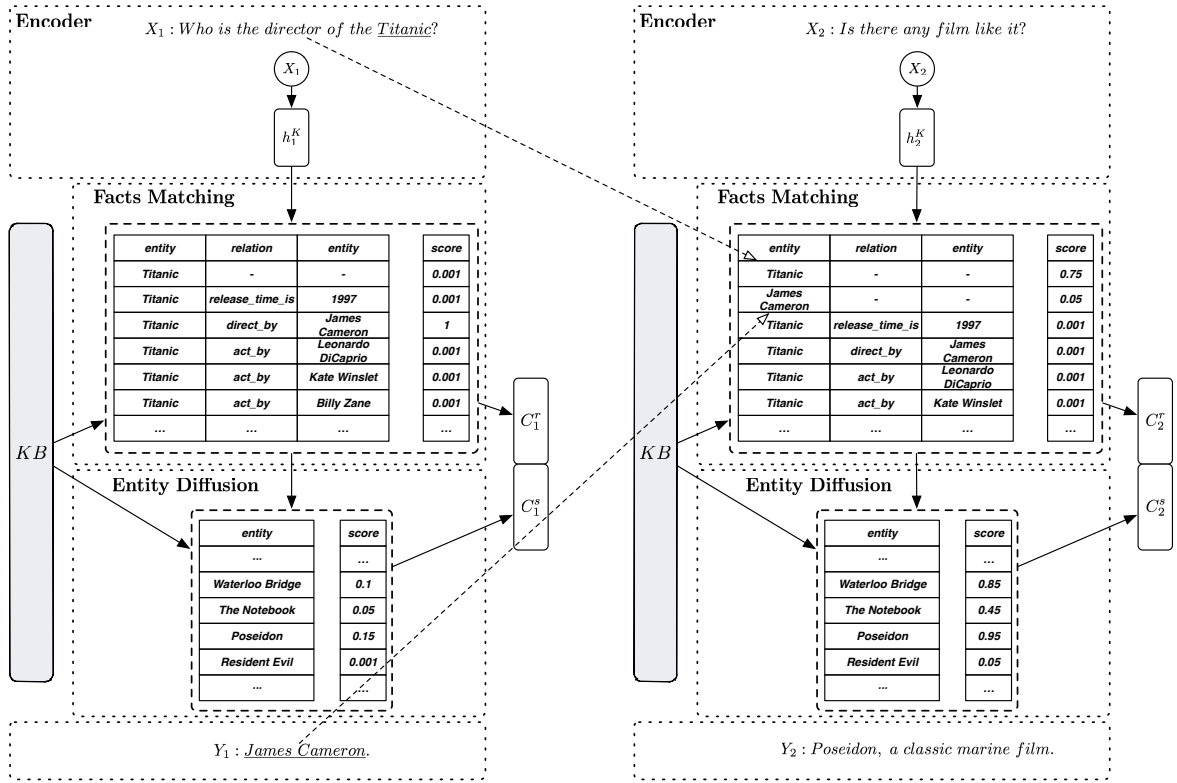 Encoder
X₁ : Who is the director of the Titanic?
X₁
h₁ᴷ
Facts Matching
entity relation entity score
Titanic - - 0.001
Titanic release_time_is 1997 0.001
Titanic direct_by James Cameron 1
Titanic act_by Leonardo DiCaprio 0.001
Titanic act_by Kate Winslet 0.001
Titanic act_by Billy Zane 0.001
... ... ... ...
KB
C₁ʳ
C₁ˢ
Entity Diffusion
entity score
... ...
Waterloo Bridge 0.1
The Notebook 0.05
Poseidon 0.15
Resident Evil 0.001
... ...
Y₁ : James Cameron.
Encoder
X₂ : Is there any film like it?
X₂
h₂ᴷ
Facts Matching
entity relation entity score
Titanic - - 0.75
James Cameron - - 0.05
Titanic release_time_is 1997 0.001
Titanic direct_by James Cameron 0.001
Titanic act_by Leonardo DiCaprio 0.001
Titanic act_by Kate Winslet 0.001
... ... ... ...
KB
C₂ʳ
C₂ˢ
Entity Diffusion
entity score
... ...
Waterloo Bridge 0.85
The Notebook 0.45
Poseidon 0.95
Resident Evil 0.05
... ...
Y₂ : Poseidon, a classic marine film.